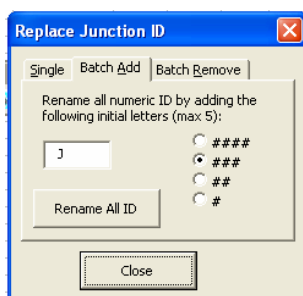 Replace Junction ID
Single Batch Add Batch Remove
Rename all numeric ID by adding the
following initial letters (max 5):
J
####
###
##
#
Rename All ID
Close